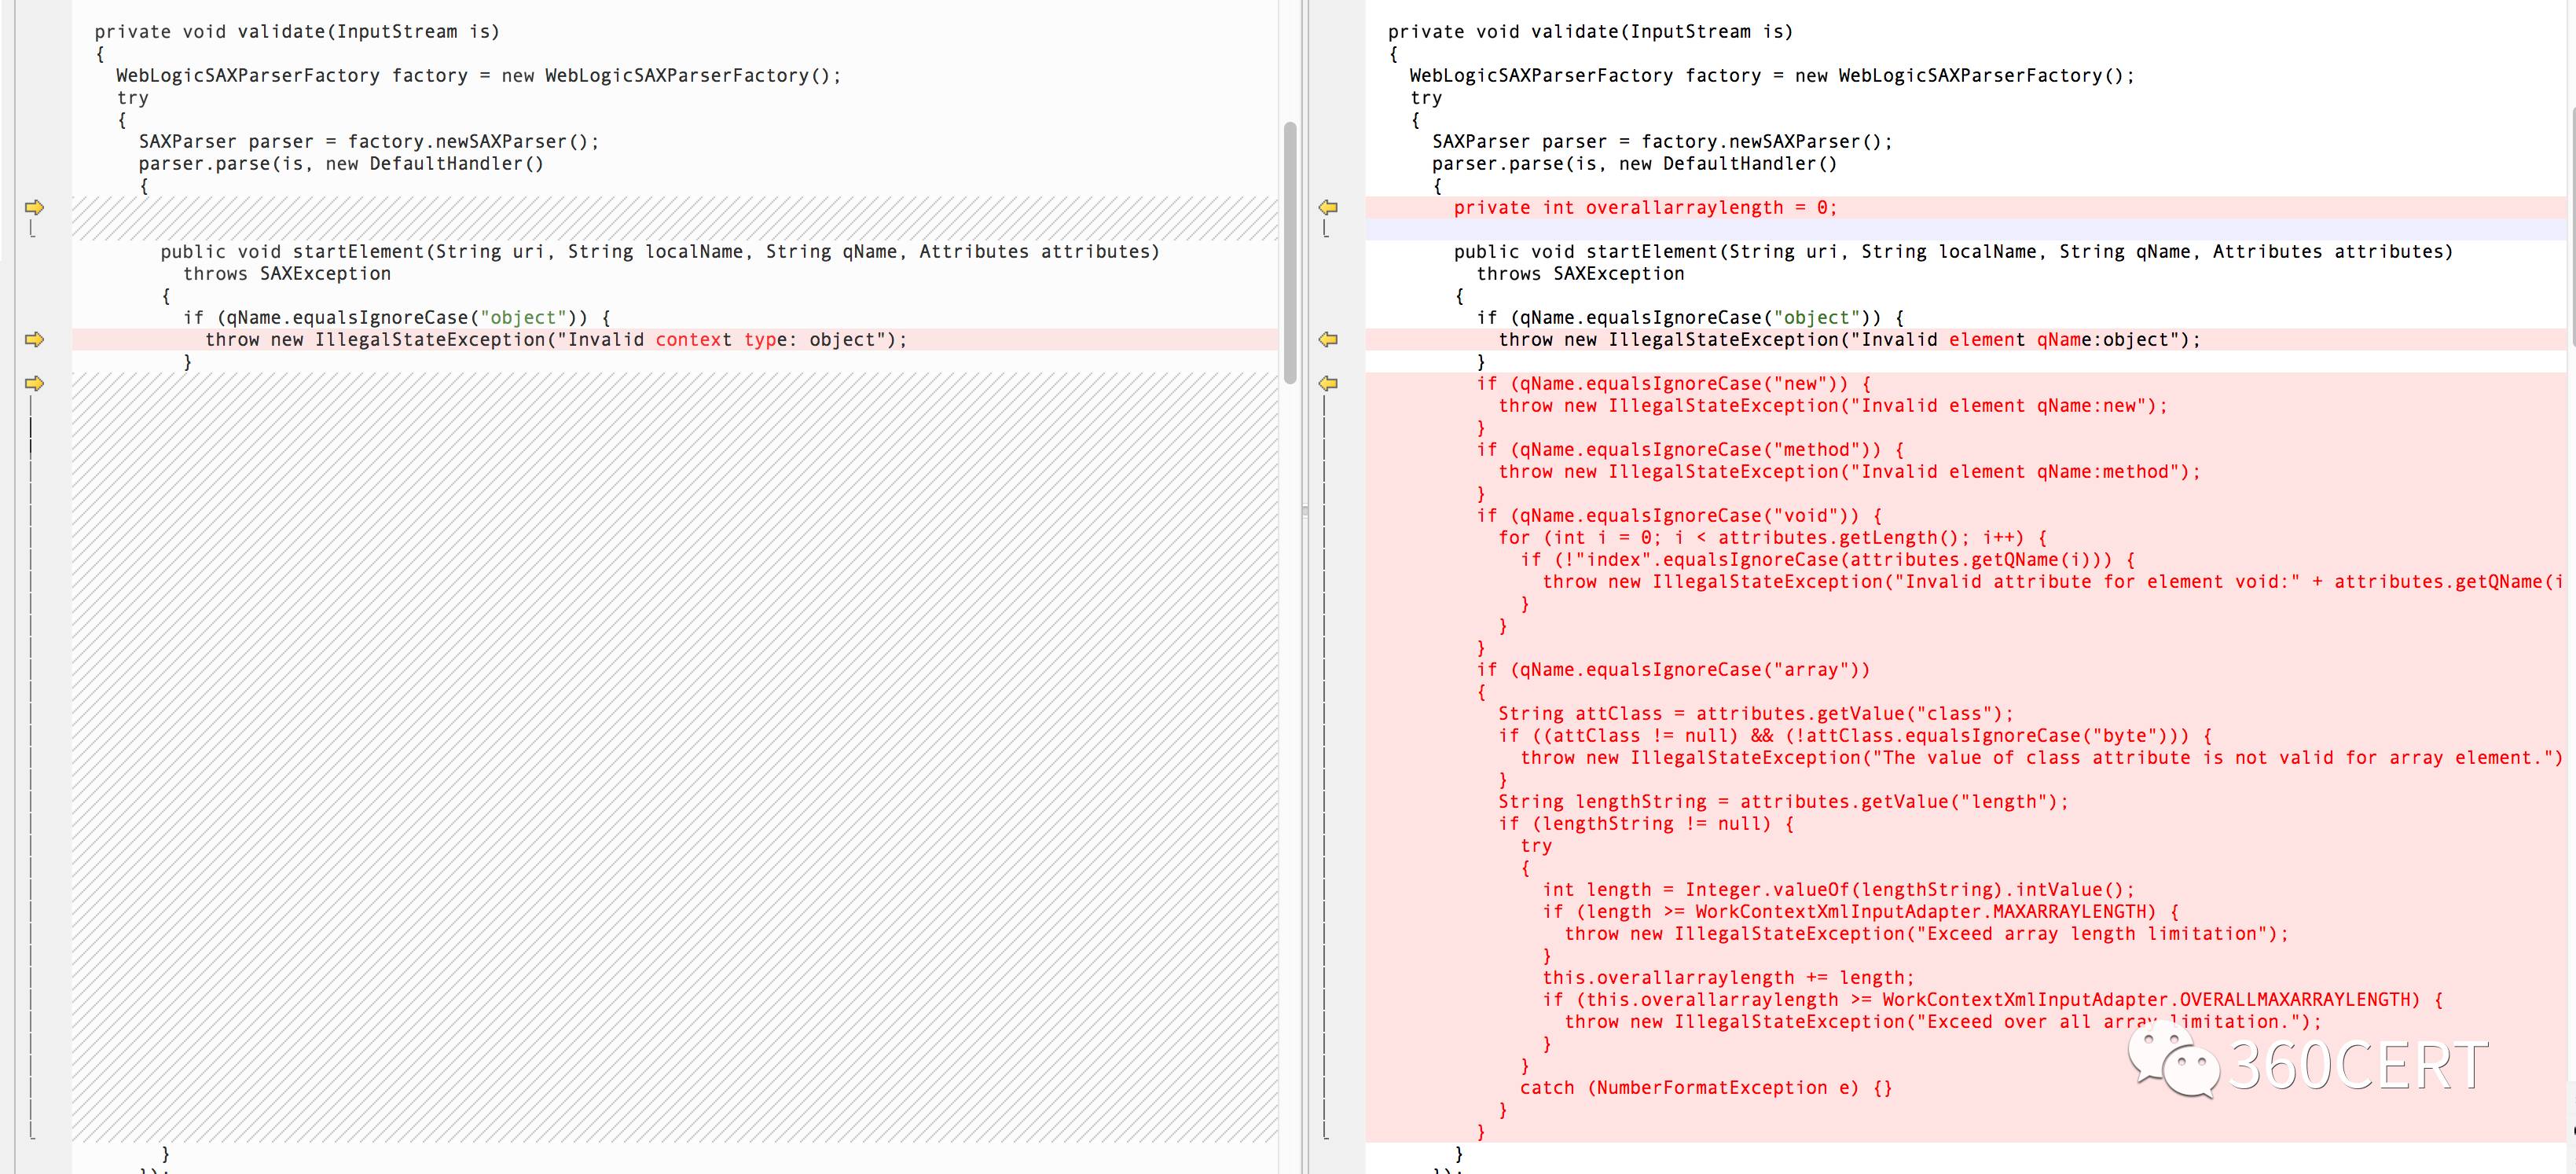 private void validate(InputStream is)
{
WebLogicSAXParserFactory factory = new WebLogicSAXParserFactory();
try
{
SAXParser parser = factory.newSAXParser();
parser.parse(is, new DefaultHandler()
{
public void startElement(String uri, String localName, String qName, Attributes attributes)
throws SAXException
{
if (qName.equalsIgnoreCase("object")) {
throw new IllegalStateException("Invalid context type: object");
}
}
});
private void validate(InputStream is)
{
WebLogicSAXParserFactory factory = new WebLogicSAXParserFactory();
try
{
SAXParser parser = factory.newSAXParser();
parser.parse(is, new DefaultHandler()
{
private int overallarraylength = 0;
public void startElement(String uri, String localName, String qName, Attributes attributes)
throws SAXException
{
if (qName.equalsIgnoreCase("object")) {
throw new IllegalStateException("Invalid element qName:object");
}
if (qName.equalsIgnoreCase("new")) {
throw new IllegalStateException("Invalid element qName:new");
}
if (qName.equalsIgnoreCase("method")) {
throw new IllegalStateException("Invalid element qName:method");
}
if (qName.equalsIgnoreCase("void")) {
for (int i = 0; i < attributes.getLength(); i++) {
if (!"index".equalsIgnoreCase(attributes.getQName(i))) {
throw new IllegalStateException("Invalid attribute for element void:" + attributes.getQName(i
}
}
}
if (qName.equalsIgnoreCase("array"))
{
String attClass = attributes.getValue("class");
if ((attClass != null) && (!attClass.equalsIgnoreCase("byte"))) {
throw new IllegalStateException("The value of class attribute is not valid for array element.")
}
String lengthString = attributes.getValue("length");
if (lengthString != null) {
try
{
int length = Integer.valueOf(lengthString).intValue();
if (length >= WorkContextXmlInputAdapter.MAXARRAYLENGTH) {
throw new IllegalStateException("Exceed array length limitation");
}
this.overallarraylength += length;
if (this.overallarraylength >= WorkContextXmlInputAdapter.OVERALLMAXARRAYLENGTH) {
throw new IllegalStateException("Exceed over all array limitation.");
}
}
catch (NumberFormatException e) {}
}
}
}
});
360CERT